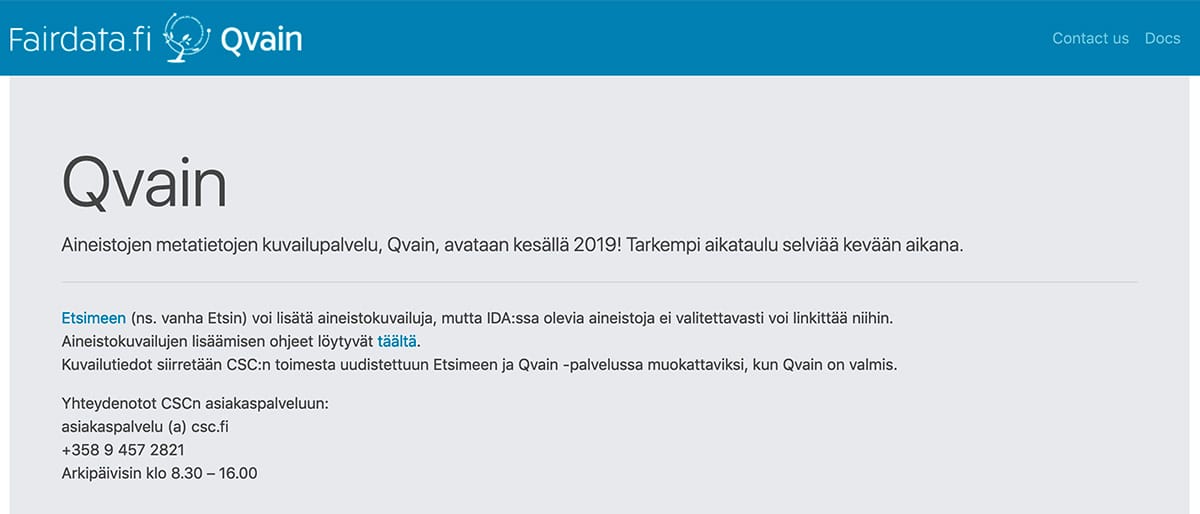 Fairdata.fi Qvain
Contact us Docs
Qvain
Aineistojen metatietojen kuvailupalvelu, Qvain, avataan kesällä 2019! Tarkempi aikataulu selviää kevään aikana.
Etsimeen (ns. vanha Etsin) voi lisätä aineistokuvailuja, mutta IDA:ssa olevia aineistoja ei valitettavasti voi linkittää niihin.
Aineistokuvailujen lisäämisen ohjeet löytyvät täältä.
Kuvailutiedot siirretään CSC:n toimesta uudistettuun Etsimeen ja Qvain -palvelussa muokattaviksi, kun Qvain on valmis.
Yhteydenotot CSCn asiakaspalveluun:
asiakaspalvelu (a) csc.fi
+358 9 457 2821
Arkipäivisin klo 8.30 – 16.00